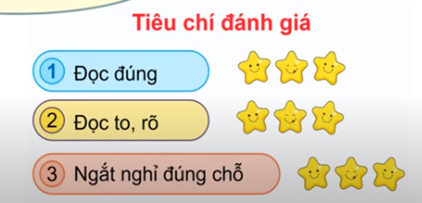 Tiêu chí đánh giá
1 Đọc đúng
2 Đọc to, rõ
3 Ngắt nghỉ đúng chỗ